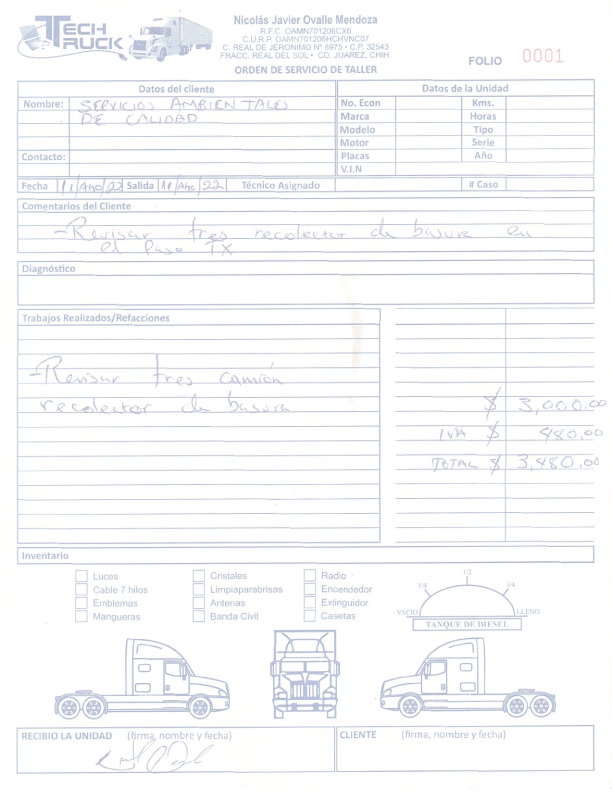 TECH TRUCK
Nicolás Javier Ovalle Mendoza
R.F.C. OAMN701206CX6
C.U.R.P. OAMN701206HCHVNC07
C. REAL DE JERONIMO N° 6975 • C.P. 32543
FRACC. REAL DEL SOL • CD. JUAREZ, CHIH.
ORDEN DE SERVICIO DE TALLER
FOLIO 0001
Datos del cliente
Nombre: SERVICIOS AMBIENTALES
DE CALIDAD
Contacto:
Datos de la Unidad
No. Econ Kms.
Marca Horas
Modelo Tipo
Motor Serie
Placas Año
V.I.N
Fecha 11/Ago/22 Salida 11/Ago/22 Técnico Asignado # Caso
Comentarios del Cliente
-Revisar tres recolector de basura en
el Paso TX
Diagnóstico
Trabajos Realizados/Refacciones
-Revisar tres camión
recolector de basura
$ 3,000.00
IVA $ 480.00
TOTAL $ 3,480.00
Inventario
Luces Cristales Radio
Cable 7 hilos Limpiaparabrisas Encendedor
Emblemas Antenas Extinguidor
Mangueras Banda Civil Casetas
1/2
1/4 3/4
VACIO LLENO
TANQUE DE DIESEL
RECIBIO LA UNIDAD (firma, nombre y fecha)
CLIENTE (firma, nombre y fecha)